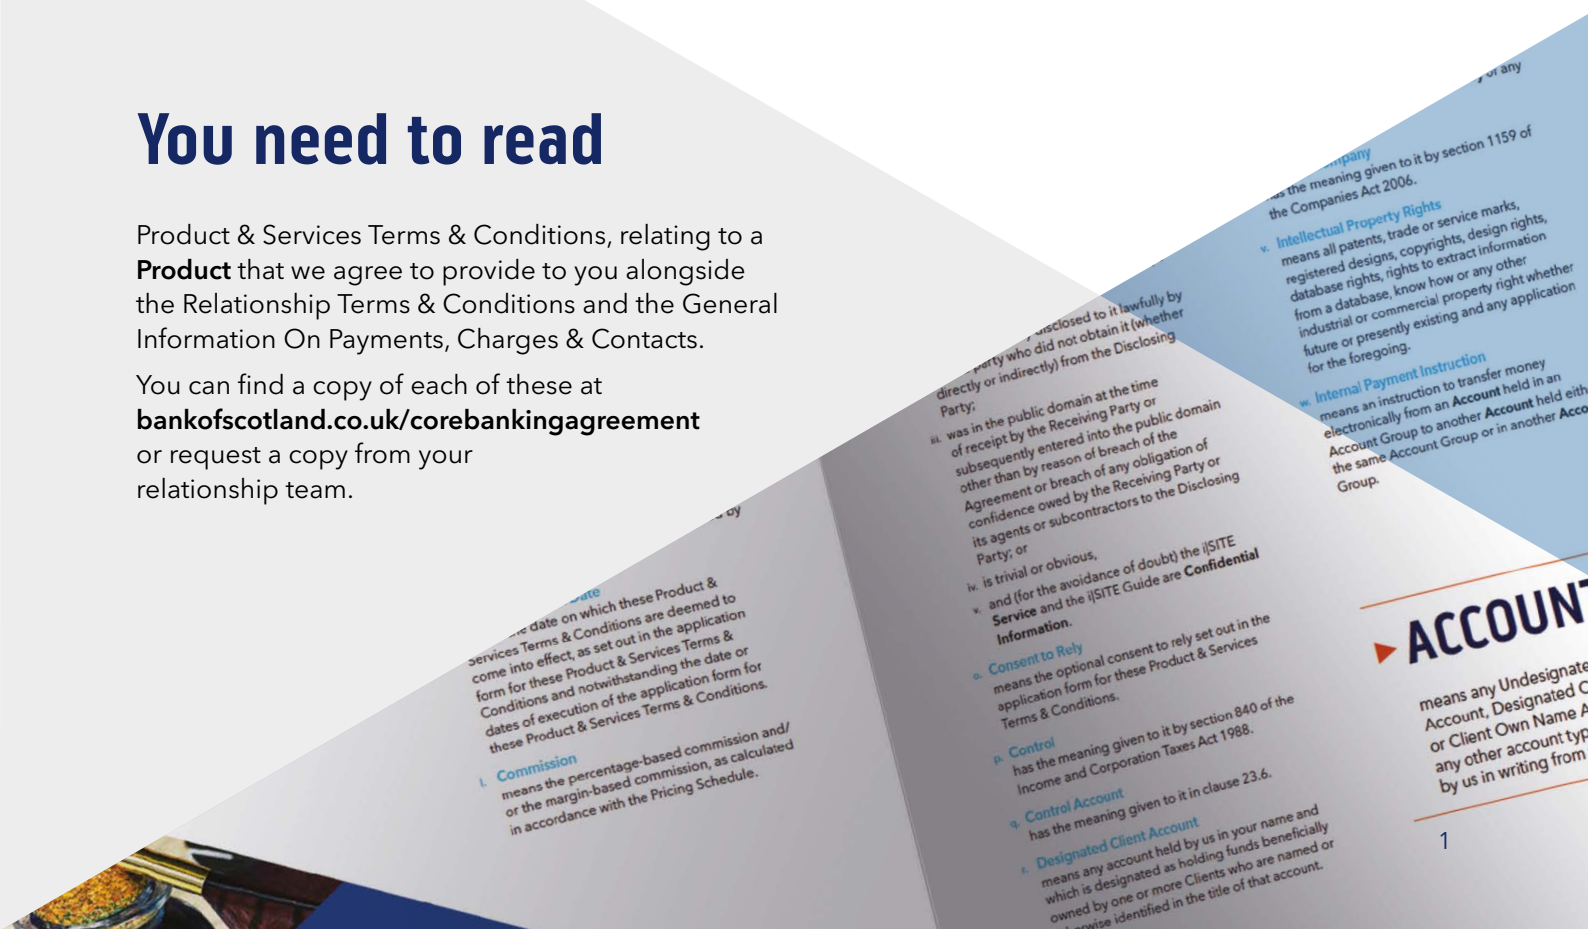 You need to read
Product & Services Terms & Conditions, relating to a
Product that we agree to provide to you alongside
the Relationship Terms & Conditions and the General
Information On Payments, Charges & Contacts.
You can find a copy of each of these at
bankofscotland.co.uk/corebankingagreement
or request a copy from your
relationship team.
by
Date
date on which these Product &
Services Terms & Conditions are deemed to
come into effect, as set out in the application
form for these Product & Services Terms &
Conditions and notwithstanding the date or
dates of execution of the application form for
these Product & Services Terms & Conditions.
l. Commission
means the percentage-based commission and/
or the margin-based commission, as calculated
in accordance with the Pricing Schedule.
disclosed to it lawfully by
party who did not obtain it (whether
directly or indirectly) from the Disclosing
Party;
iii. was in the public domain at the time
of receipt by the Receiving Party or
subsequently entered into the public domain
other than by reason of breach of the
Agreement or breach of any obligation of
confidence owed by the Receiving Party or
its agents or subcontractors to the Disclosing
Party; or
iv. is trivial or obvious,
v. and (for the avoidance of doubt) the i|SITE
Service and the i|SITE Guide are Confidential
Information.
o. Consent to Rely
means the optional consent to rely set out in the
application form for these Product & Services
Terms & Conditions.
p. Control
has the meaning given to it by section 840 of the
Income and Corporation Taxes Act 1988.
q. Control Account
has the meaning given to it in clause 23.6.
r. Designated Client Account
means any account held by us in your name and
which is designated as holding funds beneficially
owned by one or more Clients who are named or
identified in the title of that account.
or any
has the meaning given to it by section 1159 of
the Companies Act 2006.
v. Intellectual Property Rights
means all patents, trade or service marks,
registered designs, copyrights, design rights,
database rights, rights to extract information
from a database, know how or any other
industrial or commercial property right whether
future or presently existing and any application
for the foregoing.
w. Internal Payment Instruction
means an instruction to transfer money
electronically from an Account held in an
Account Group to another Account held eith
the same Account Group or in another Acco
Group.
ACCOUNT
means any Undesignate
Account, Designated C
or Client Own Name A
any other account typ
by us in writing from
1